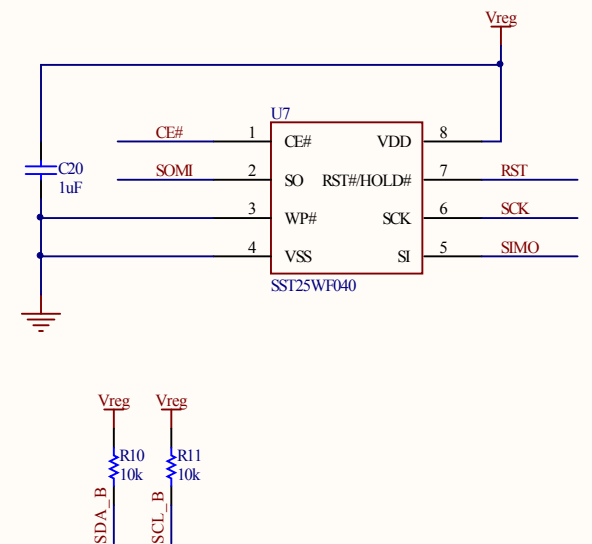 Vreg
U7
CE# 1 CE# VDD 8
C20
1uF
SOMI 2 SO RST#/HOLD# 7 RST
3 WP# SCK 6 SCK
4 VSS SI 5 SIMO
SST25WF040
Vreg Vreg
R10 R11
10k 10k
SDA_B SCL_B